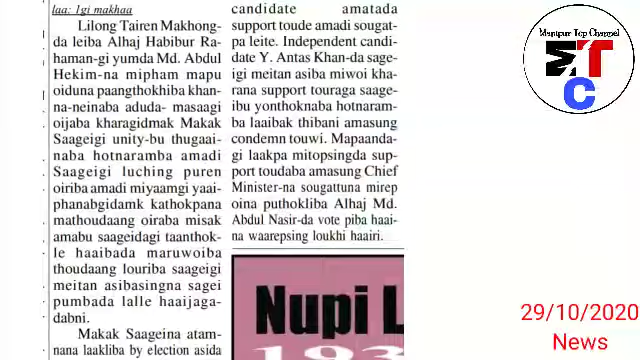 laa: 1gi makhaa
Lilong Tairen Makhong-
da leiba Alhaj Habibur Ra-
haman-gi yumda Md. Abdul
Hekim-na mipham mapu
oiduna paangthokhiba khan-
na-neinaba aduda- masaagi
oijaba kharagidmak Makak
Saageigi unity-bu thugaai-
naba hotnaramba amadi
Saageigi luching puren
oiriba amadi miyaamgi yaai-
phanabgidamk kathokpana
mathoudaang oiraba misak
amabu saageidagi taanthok-
le haaibada maruwoiba
thoudaang louriba saageigi
meitan asibasingna sagei
pumbada lalle haaijaga-
dabni.
Makak Saageina atam-
nana laakliba by election asida
candidate amatada
support toude amadi sougat-
pa leite. Independent candi-
date Y. Antas Khan-da sage-
igi meitan asiba miwoi kha-
rana support touraga saage-
ibu yonthoknaba hotnaram-
ba laaibak thibani amasung
condemn touwi. Mapaanda-
gi laakpa mitopsingda sup-
port toudaba amasung Chief
Minister-na sougattuna mirep
oina puthokliba Alhaj Md.
Abdul Nasir-da vote piba haai-
na waarepsing loukhi haairi.
Nupi L
193
Manipur Top Channel
MTC
29/10/2020
News